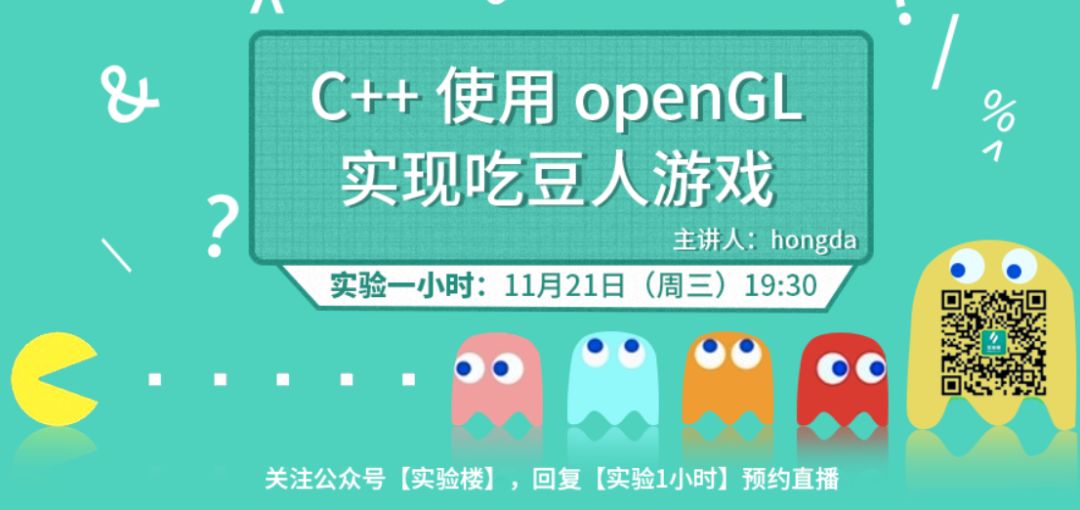 C++ 使用 openGL
实现吃豆人游戏
主讲人：hongda
实验一小时：11月21日（周三）19:30
关注公众号【实验楼】，回复【实验1小时】预约直播